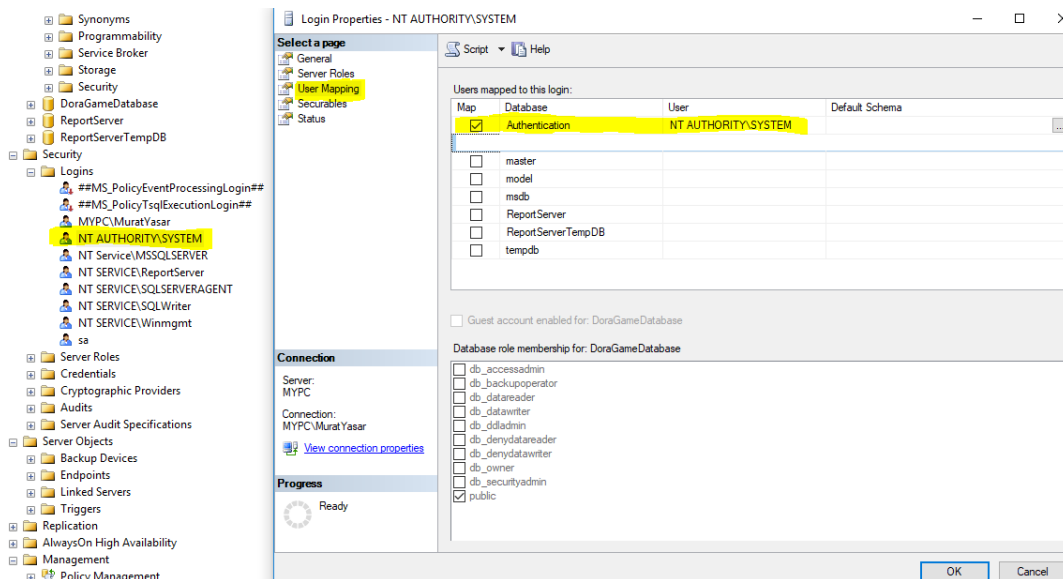 Synonyms
Programmability
Service Broker
Storage
Security
DoraGameDatabase
ReportServer
ReportServerTempDB
Security
Logins
##MS_PolicyEventProcessingLogin##
##MS_PolicyTsqlExecutionLogin##
MYPC\MuratYasar
NT AUTHORITY\SYSTEM
NT Service\MSSQLSERVER
NT SERVICE\ReportServer
NT SERVICE\SQLSERVERAGENT
NT SERVICE\SQLWriter
NT SERVICE\Winmgmt
sa
Server Roles
Credentials
Cryptographic Providers
Audits
Server Audit Specifications
Server Objects
Backup Devices
Endpoints
Linked Servers
Triggers
Replication
AlwaysOn High Availability
Management
Policy Management
Login Properties - NT AUTHORITY\SYSTEM
Select a page
General
Server Roles
User Mapping
Securables
Status
Connection
Server:
MYPC
Connection:
MYPC\MuratYasar
View connection properties
Progress
Ready
Script Help
Users mapped to this login:
Map Database User Default Schema
Authentication NT AUTHORITY\SYSTEM ...
master
model
msdb
ReportServer
ReportServerTempDB
tempdb
Guest account enabled for: DoraGameDatabase
Database role membership for: DoraGameDatabase
db_accessadmin
db_backupoperator
db_datareader
db_datawriter
db_ddladmin
db_denydatareader
db_denydatawriter
db_owner
db_securityadmin
public
OK Cancel